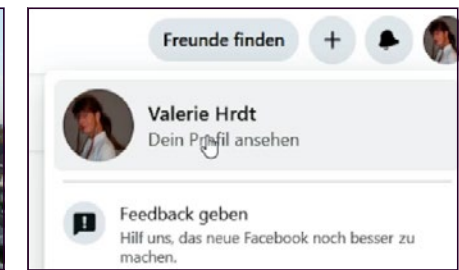 Freunde finden
Valerie Hrdt
Dein Profil ansehen
Feedback geben
Hilf uns, das neue Facebook noch besser zu
machen.